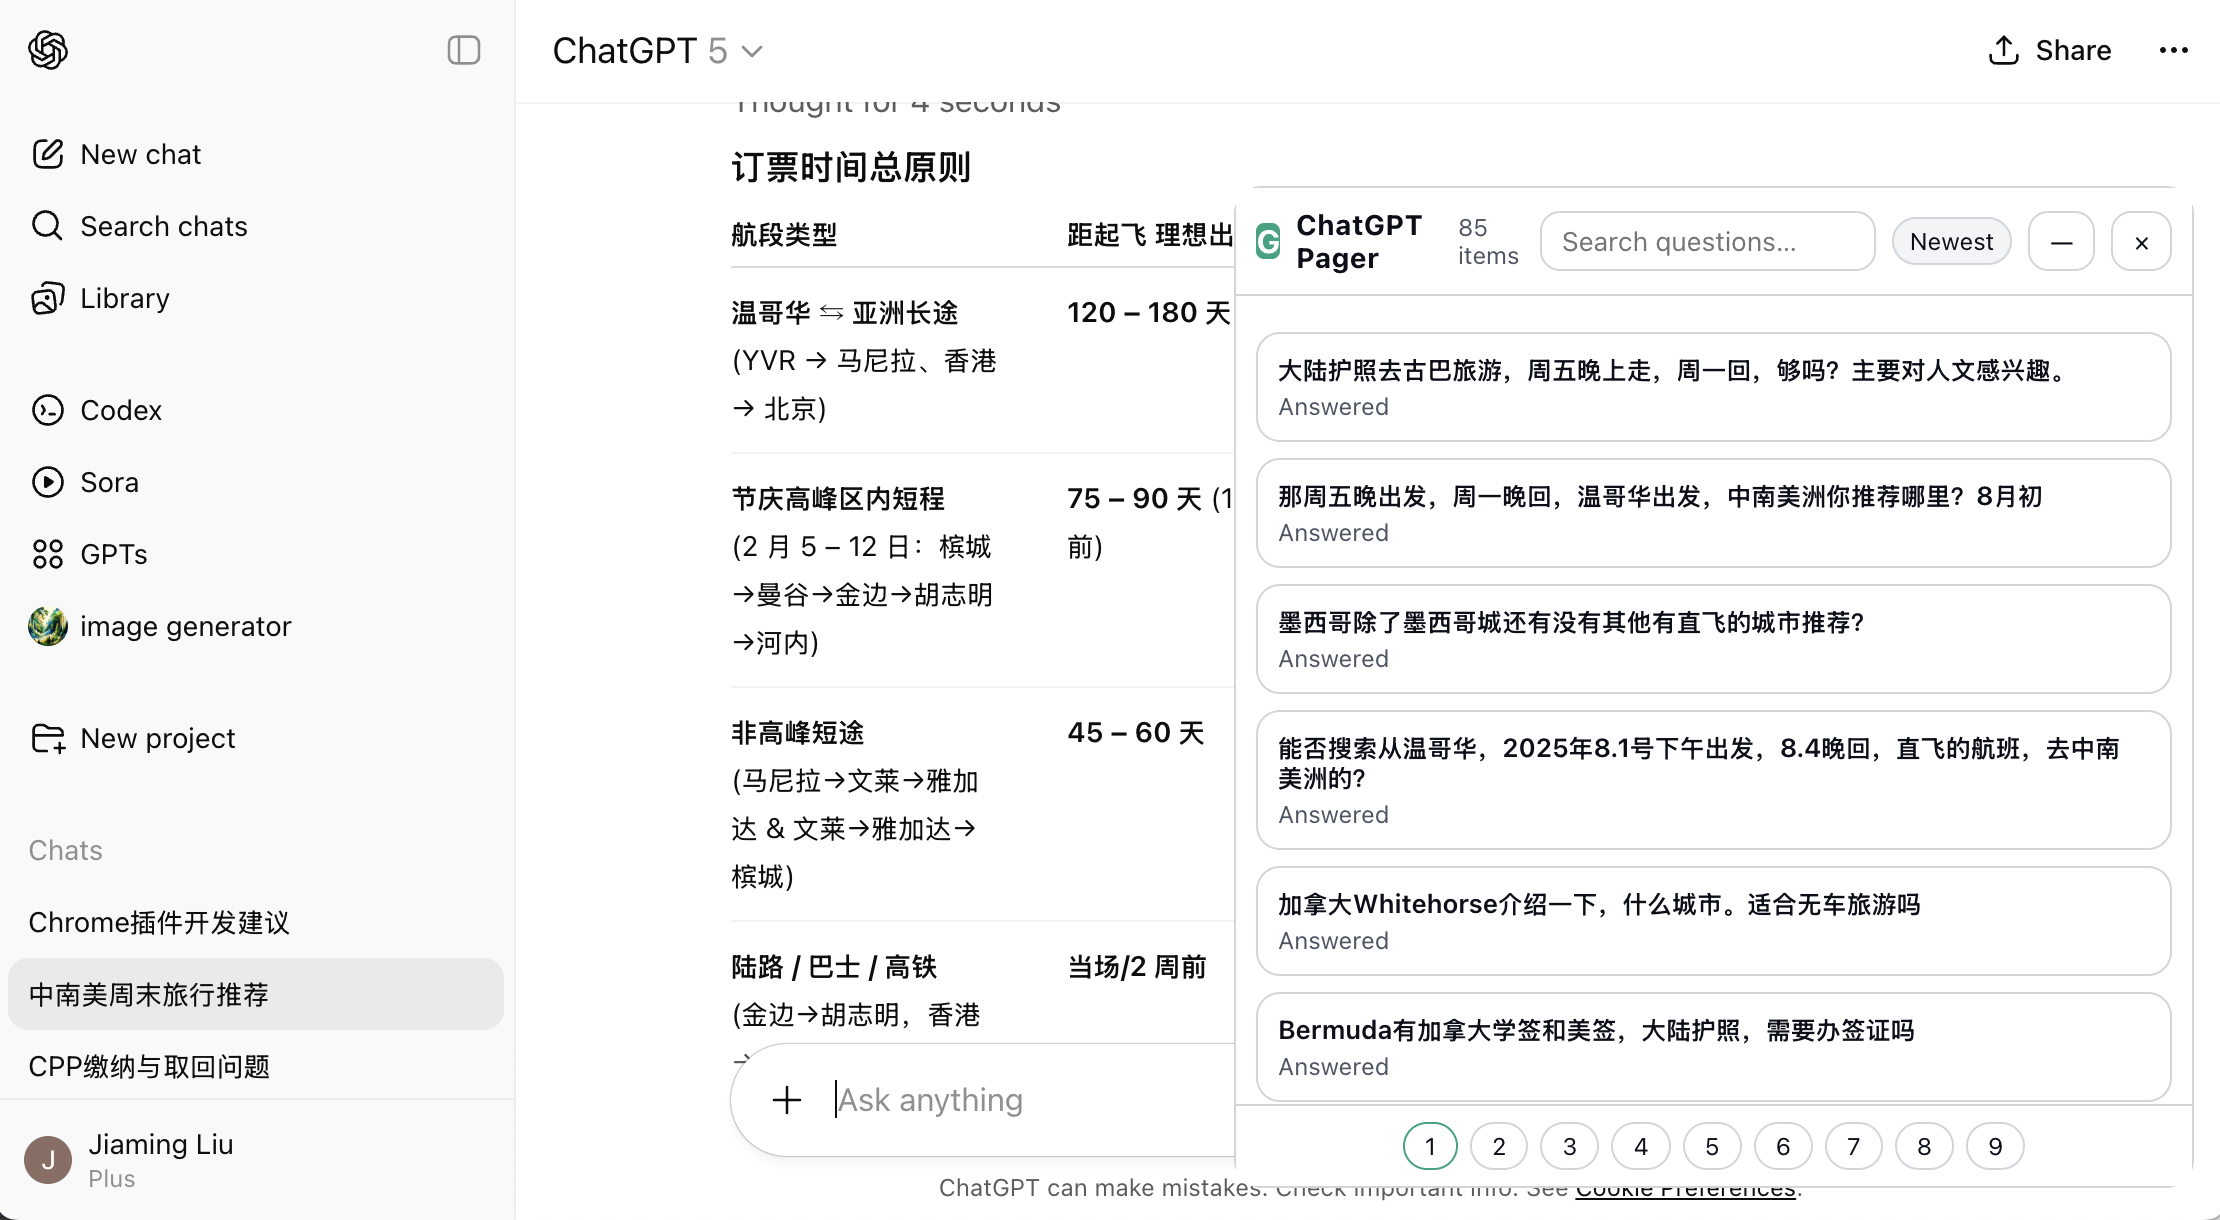 New chat
Search chats
Library
Codex
Sora
GPTs
image generator
New project
Chats
Chrome插件开发建议
中南美周末旅行推荐
CPP缴纳与取回问题
J
Jiaming Liu
Plus
ChatGPT 5
Share
Thought for 4 seconds
订票时间总原则
航段类型
距起飞 理想出
温哥华 ⇆ 亚洲长途
(YVR → 马尼拉、香港
→ 北京)
120 – 180 天
节庆高峰区内短程
(2 月 5 – 12 日：槟城
→曼谷→金边→胡志明
→河内)
75 – 90 天 (1
前)
非高峰短途
(马尼拉→文莱→雅加
达 & 文莱→雅加达→
槟城)
45 – 60 天
陆路 / 巴士 / 高铁
(金边→胡志明，香港
→
当场/2 周前
Ask anything
ChatGPT can make mistakes. Check important info. See Cookie Preferences.
G
ChatGPT
Pager
85
items
Search questions...
Newest
大陆护照去古巴旅游，周五晚上走，周一回，够吗？主要对人文感兴趣。
Answered
那周五晚出发，周一晚回，温哥华出发，中南美洲你推荐哪里？8月初
Answered
墨西哥除了墨西哥城还有没有其他有直飞的城市推荐？
Answered
能否搜索从温哥华，2025年8.1号下午出发，8.4晚回，直飞的航班，去中南
美洲的？
Answered
加拿大Whitehorse介绍一下，什么城市。适合无车旅游吗
Answered
Bermuda有加拿大学签和美签，大陆护照，需要办签证吗
Answered
1 2 3 4 5 6 7 8 9